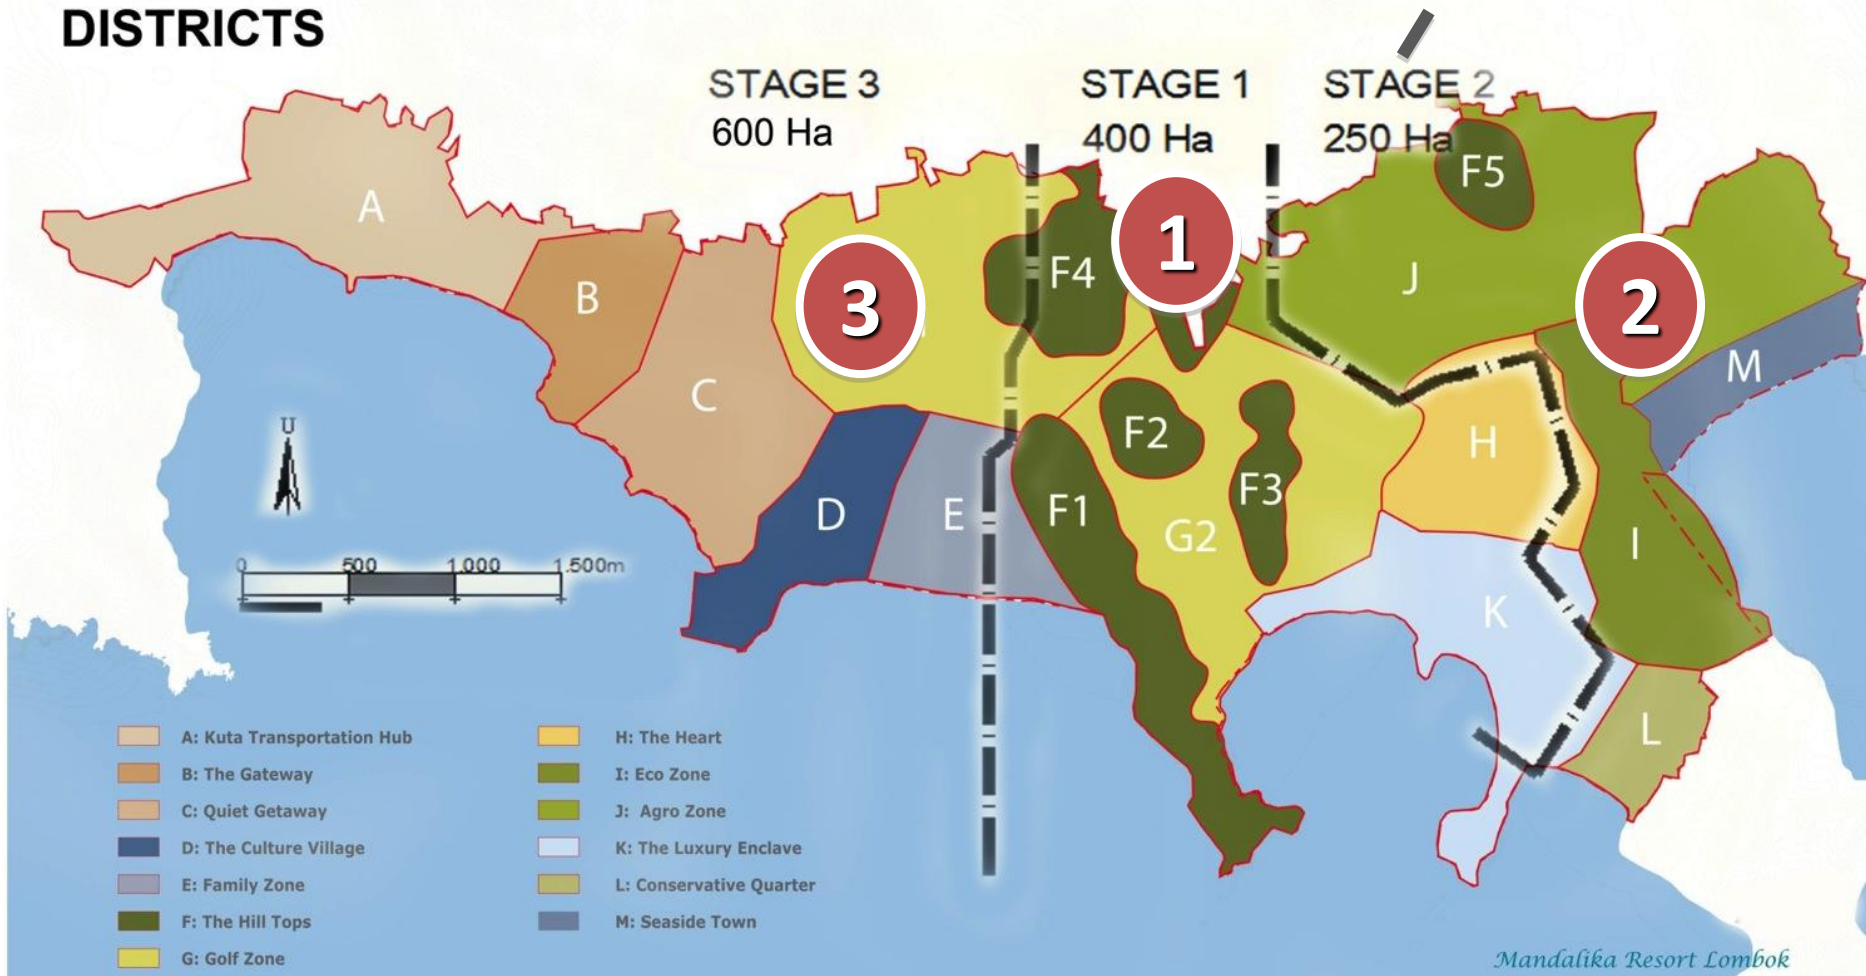 DISTRICTS
STAGE 3
600 Ha
STAGE 1
400 Ha
STAGE 2
250 Ha
A
B
C
D
E
3
F4
1
F5
J
2
M
F2
F3
F1
G2
H
I
K
L
U
0 500 1.000 1.500m
A: Kuta Transportation Hub
B: The Gateway
C: Quiet Getaway
D: The Culture Village
E: Family Zone
F: The Hill Tops
G: Golf Zone
H: The Heart
I: Eco Zone
J: Agro Zone
K: The Luxury Enclave
L: Conservative Quarter
M: Seaside Town
Mandalika Resort Lombok